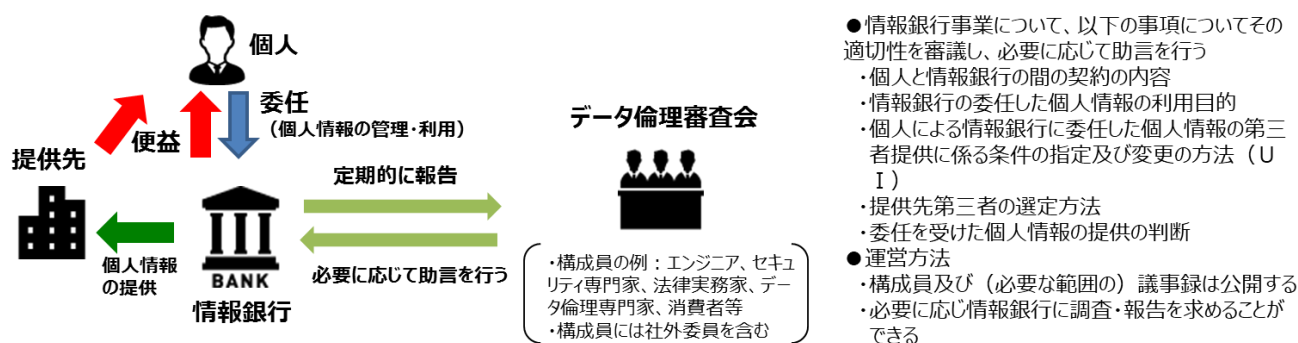 個人
委任
(個人情報の管理・利用)
便益
提供先
個人情報
の提供
BANK
情報銀行
定期的に報告
必要に応じて助言を行う
データ倫理審査会
・構成員の例：エンジニア、セキュ
リティ専門家、法律実務家、デー
タ倫理専門家、消費者等
・構成員には社外委員を含む
●情報銀行事業について、以下の事項についてその
適切性を審議し、必要に応じて助言を行う
・個人と情報銀行の間の契約の内容
・情報銀行の委任した個人情報の利用目的
・個人による情報銀行に委任した個人情報の第三
者提供に係る条件の指定及び変更の方法（U
I）
・提供先第三者の選定方法
・委任を受けた個人情報の提供の判断
●運営方法
・構成員及び（必要な範囲の）議事録は公開する
・必要に応じ情報銀行に調査・報告を求めることが
できる